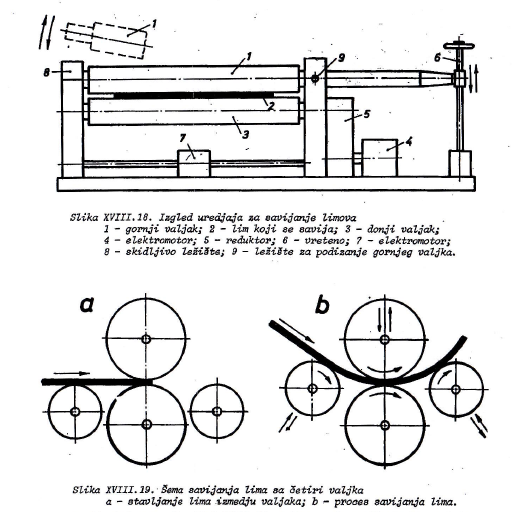 1
1
6
8
9
2
5
3
7
4
Slika XVIII.18. Izgled uredjaja za savijanje limova
1 - gornji valjak; 2 - lim koji se savija; 3 - donji valjak;
4 - elektromotor; 5 - reduktor; 6 - vreteno; 7 - elektromotor;
8 - skidljivo ležište; 9 - ležište za podizanje gornjeg valjka.
a
b
Slika XVIII.19. Šema savijanja lima sa četiri valjka
a - stavljanje lima izmedju valjaka; b - proces savijanja lima.